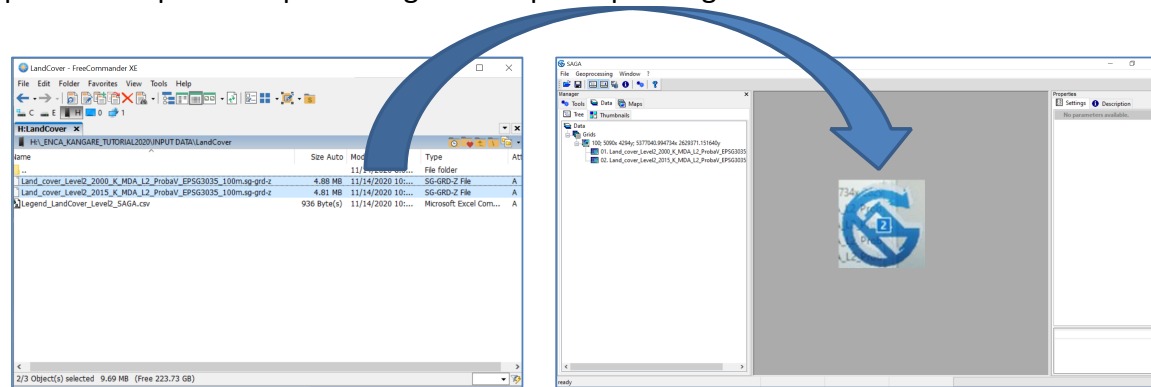 LandCover - FreeCommander XE
File Edit Folder Favorites View Tools Help
C E H 0 1
H:LandCover
H:\_ENCA_KANGARE_TUTORIAL2020\INPUT DATA\LandCover
Size Auto Type
.. File folder
Land_cover_Level2_2000_K_MDA_L2_ProbaV_EPSG3035_100m.sg-grd-z 4.88 MB 11/14/2020 10:... SG-GRD-Z File A
Land_cover_Level2_2015_K_MDA_L2_ProbaV_EPSG3035_100m.sg-grd-z 4.81 MB 11/14/2020 10:... SG-GRD-Z File A
Legend_LandCover_Level2_SAGA.csv 936 Byte(s) 11/14/2020 10:... Microsoft Excel Com... A
2/3 Object(s) selected 9.69 MB (Free 223.73 GB)
SAGA
File Geoprocessing Window ?
Manager
Tools Data Maps
Tree Thumbnails
Data
Grids
100; 5090x 4294y; 5377040.994734x 2629371.151640y
01. Land_cover_Level2_2000_K_MDA_L2_ProbaV_EPSG3035
02. Land_cover_Level2_2015_K_MDA_L2_ProbaV_EPSG3035
2
Properties
Settings Description
No parameters available.
ready